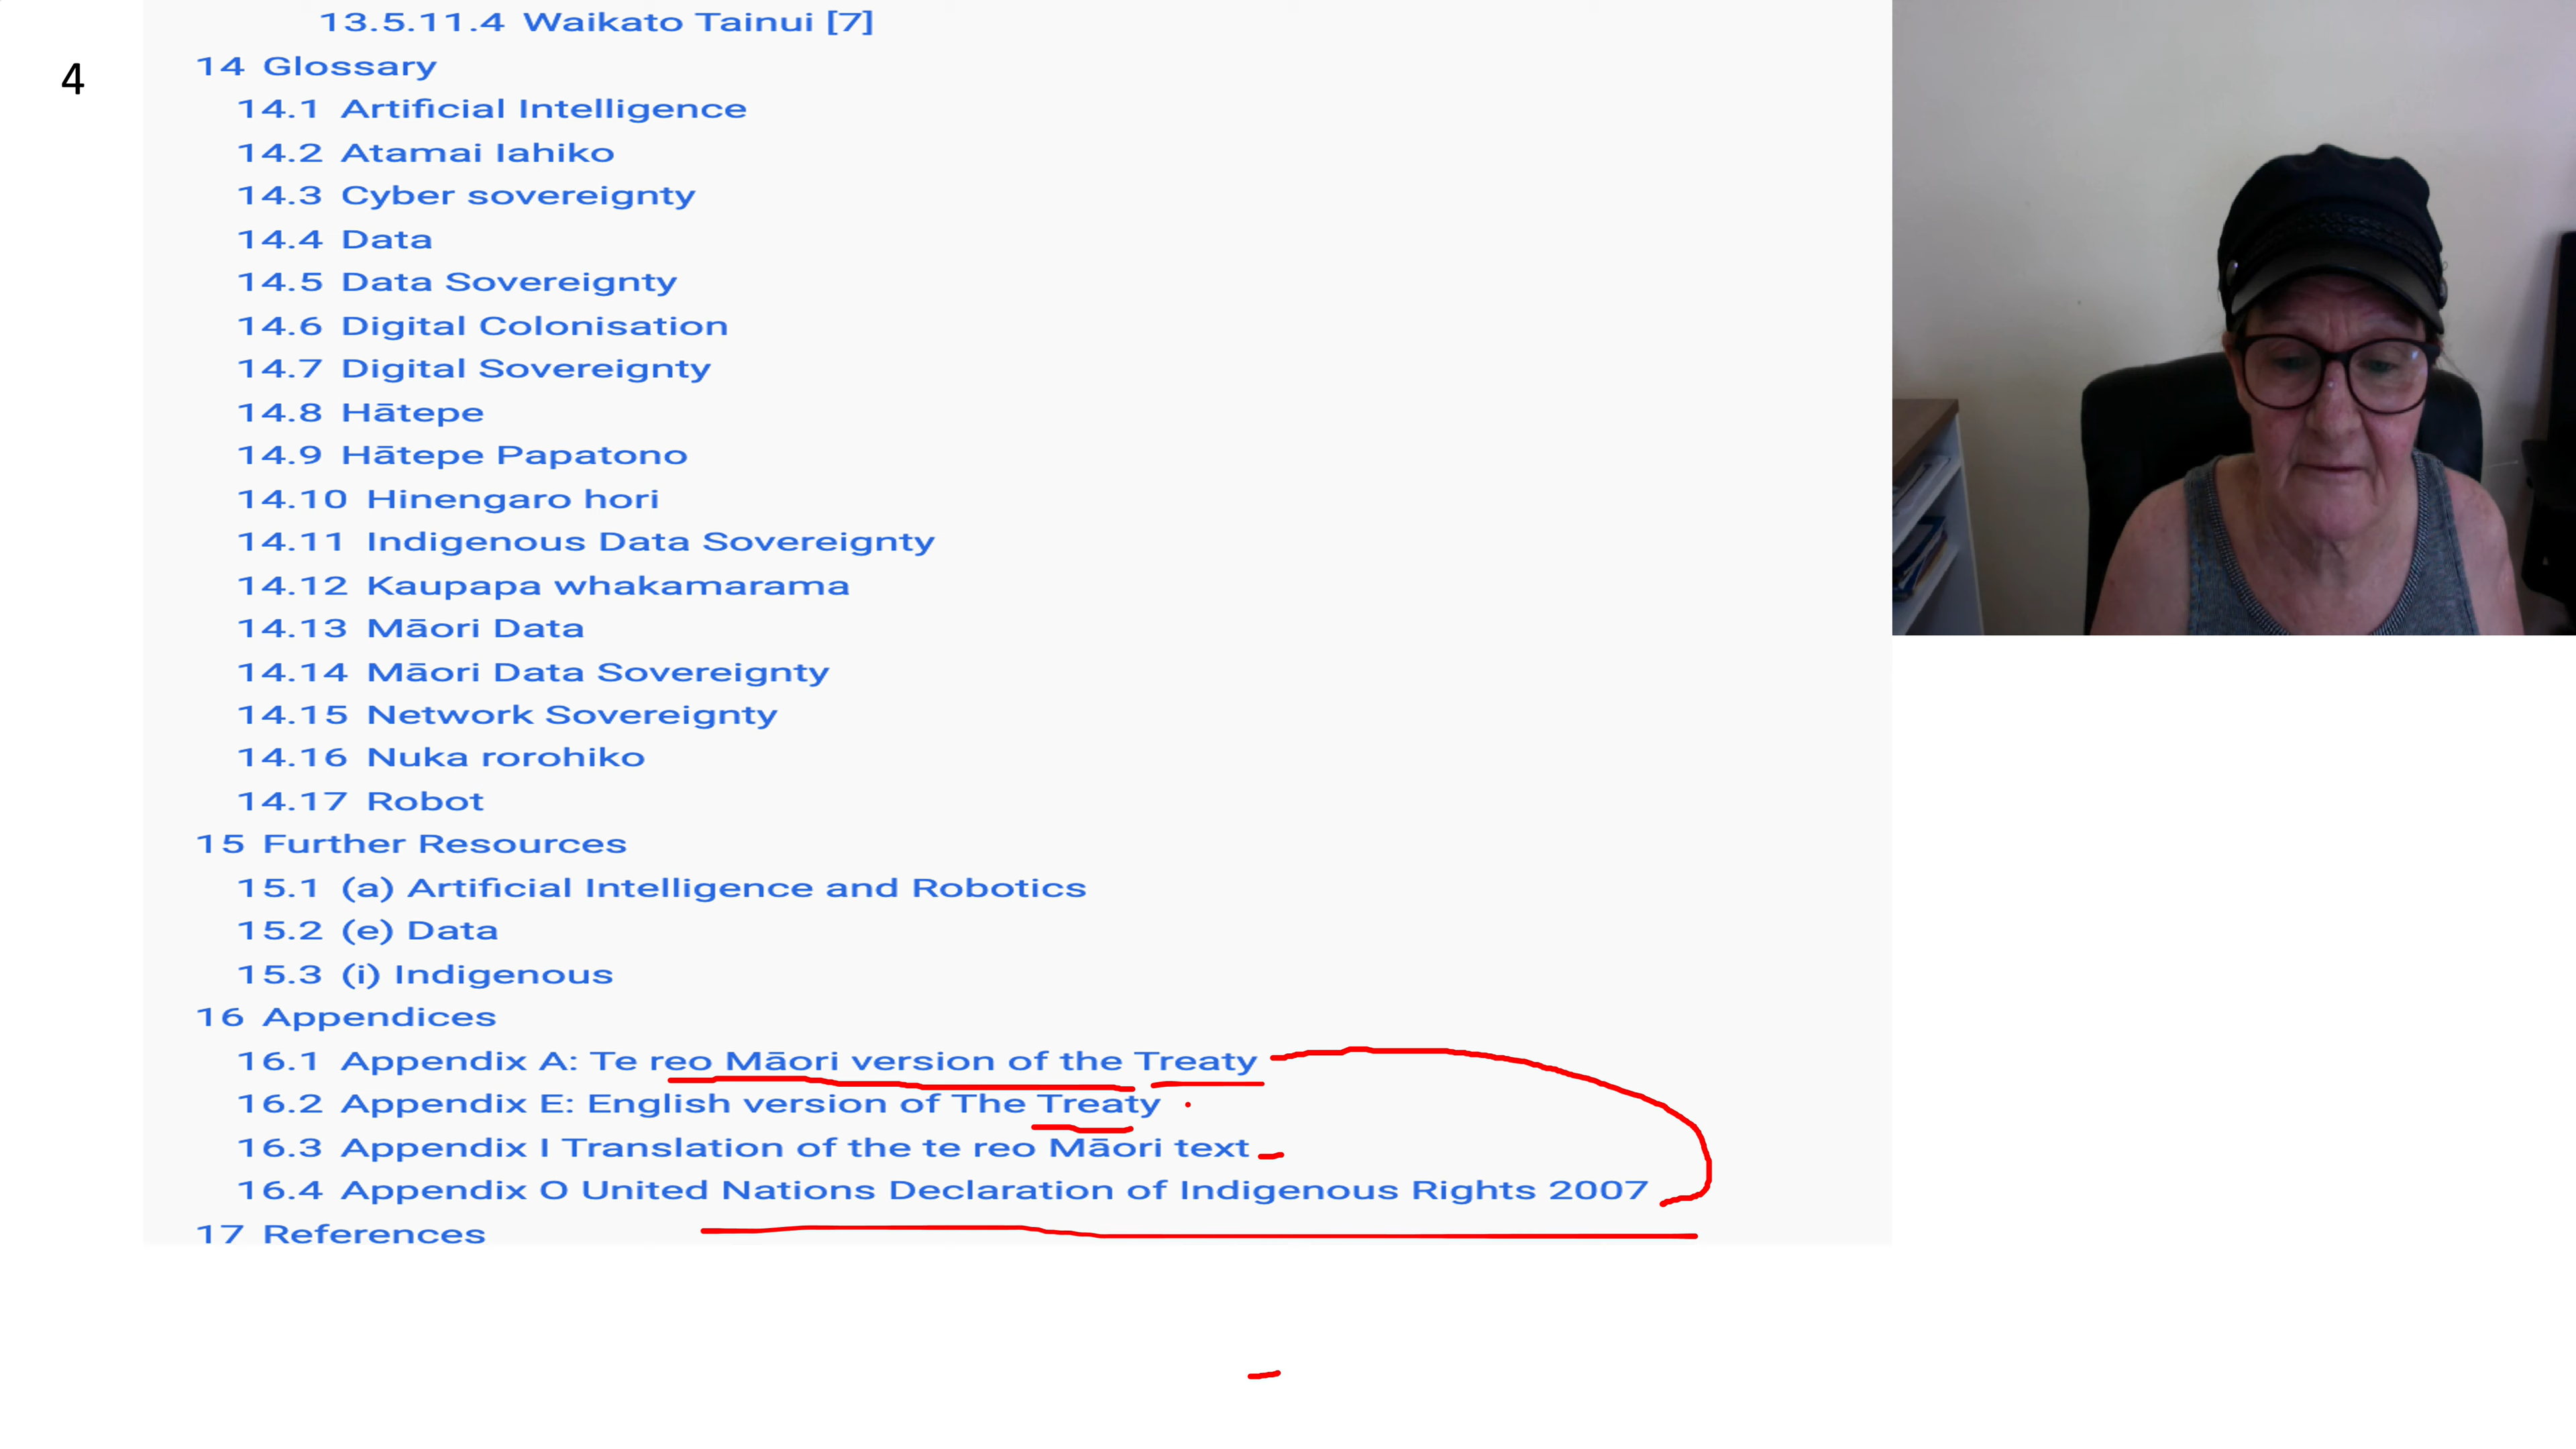 4
13.5.11.4 Waikato Tainui [7]
14 Glossary
14.1 Artificial Intelligence
14.2 Atamai Iahiko
14.3 Cyber sovereignty
14.4 Data
14.5 Data Sovereignty
14.6 Digital Colonisation
14.7 Digital Sovereignty
14.8 Hātepe
14.9 Hātepe Papatono
14.10 Hinengaro hori
14.11 Indigenous Data Sovereignty
14.12 Kaupapa whakamarama
14.13 Māori Data
14.14 Māori Data Sovereignty
14.15 Network Sovereignty
14.16 Nuka rorohiko
14.17 Robot
15 Further Resources
15.1 (a) Artificial Intelligence and Robotics
15.2 (e) Data
15.3 (i) Indigenous
16 Appendices
16.1 Appendix A: Te reo Māori version of the Treaty
16.2 Appendix E: English version of The Treaty
16.3 Appendix I Translation of the te reo Māori text
16.4 Appendix O United Nations Declaration of Indigenous Rights 2007
17 References